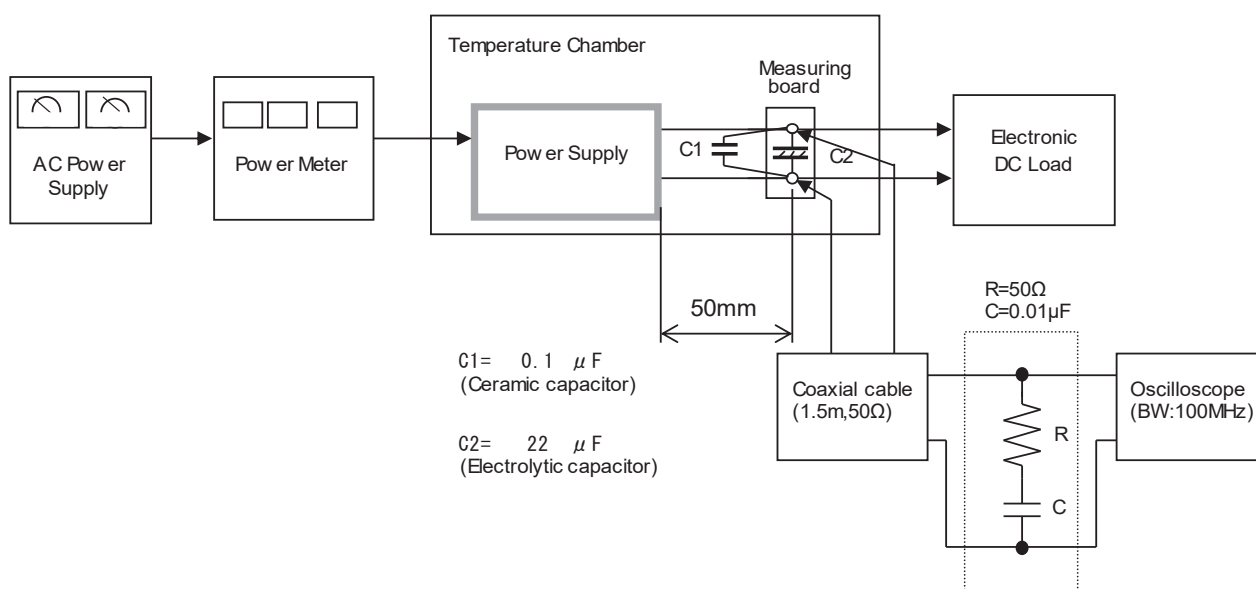 Temperature Chamber
Measuring
board
AC Power
Supply
Power Meter
Power Supply
C1
C2
Electronic
DC Load
50mm
R=50Ω
C=0.01μF
C1= 0.1 μF
(Ceramic capacitor)
C2= 22 μF
(Electrolytic capacitor)
Coaxial cable
(1.5m,50Ω)
R
C
Oscilloscope
(BW:100MHz)